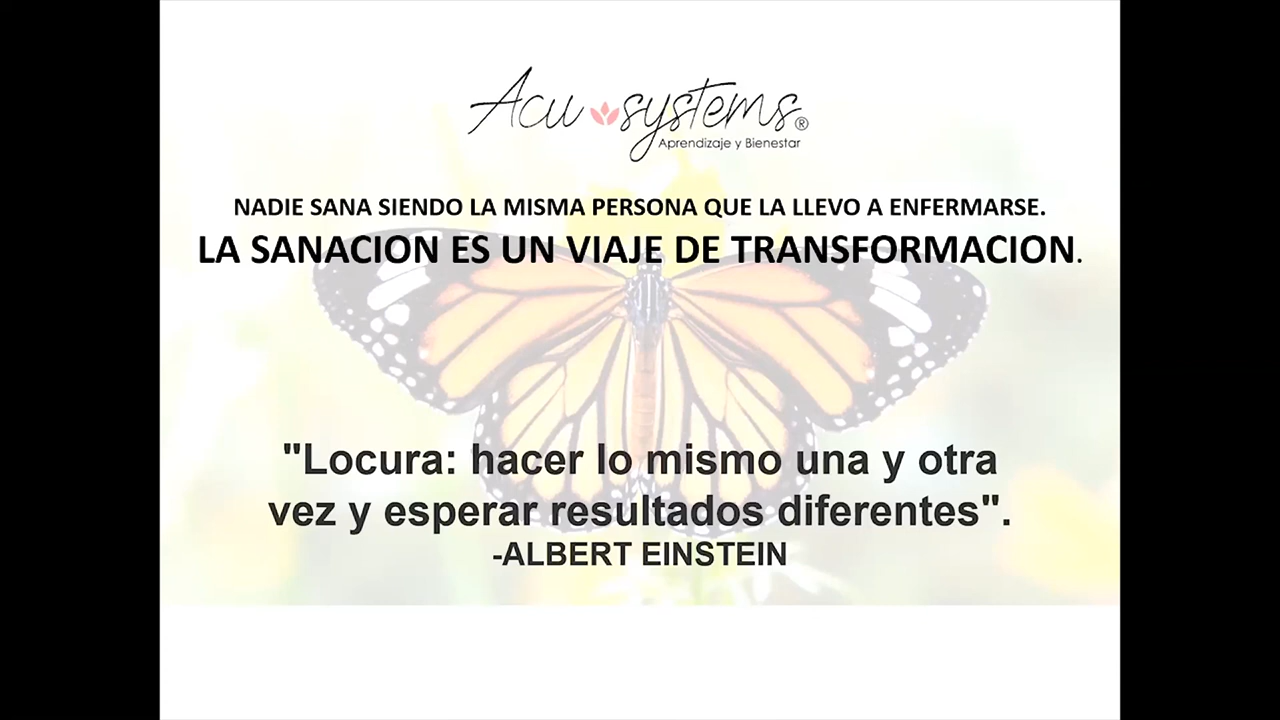 Acu systems®
Aprendizaje y Bienestar
NADIE SANA SIENDO LA MISMA PERSONA QUE LA LLEVO A ENFERMARSE.
LA SANACION ES UN VIAJE DE TRANSFORMACION.
"Locura: hacer lo mismo una y otra
vez y esperar resultados diferentes".
-ALBERT EINSTEIN